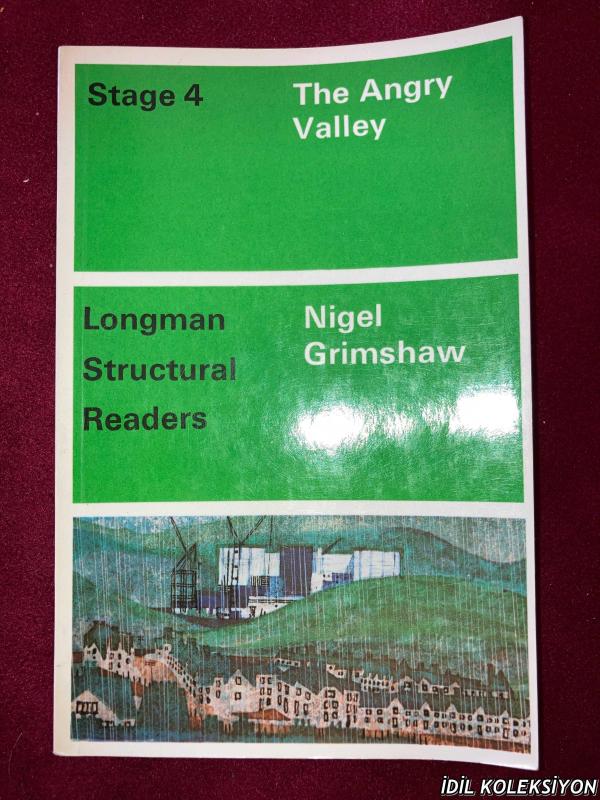 Stage 4
The Angry
Valley
Longman
Structural
Readers
Nigel
Grimshaw
İDİL KOLEKSİYON